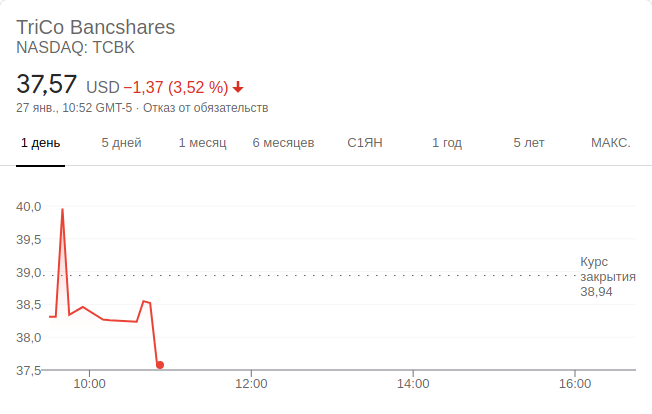 TriCo Bancshares
NASDAQ: TCBK
37,57 USD −1,37 (3,52 %)
27 янв., 10:52 GMT-5 · Отказ от обязательств
1 день 5 дней 1 месяц 6 месяцев С1ЯН 1 год 5 лет МАКС.
40,0
39,5
39,0
38,5
38,0
37,5
Курс
закрытия
38,94
10:00 12:00 14:00 16:00